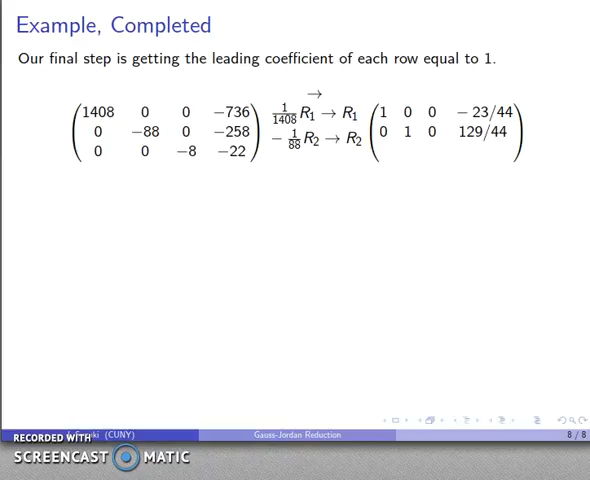 Example, Completed
Our final step is getting the leading coefficient of each row equal to 1.
→
1408 0 0 −736 1/1408 R₁ → R₁ 1 0 0 − 23/44
0 −88 0 −258 − 1/88 R₂ → R₂ 0 1 0 129/44
0 0 −8 −22
(CUNY) Gauss-Jordan Reduction 8 / 8
RECORDED WITH
SCREENCAST MATIC